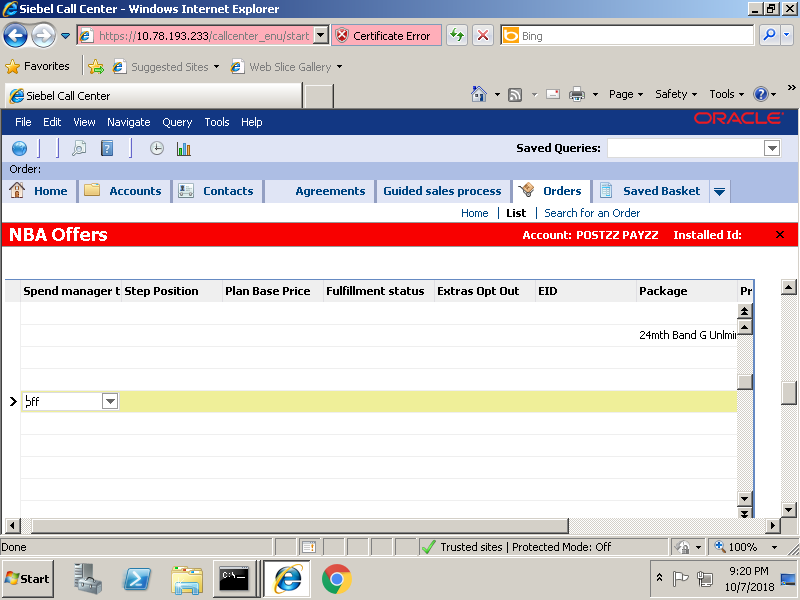 Siebel Call Center - Windows Internet Explorer
https://10.78.193.233/callcenter_enu/start
Certificate Error
Bing
Favorites
Suggested Sites
Web Slice Gallery
Siebel Call Center
Page
Safety
Tools
File Edit View Navigate Query Tools Help
ORACLE
Saved Queries:
Order:
Home Accounts Contacts Agreements Guided sales process Orders Saved Basket
Home List Search for an Order
NBA Offers Account: POSTZZ PAYZZ Installed Id:
Spend manager t Step Position Plan Base Price Fulfillment status Extras Opt Out EID Package Pr
24mth Band G Unlmi
Off
Done Trusted sites | Protected Mode: Off 100%
Start
9:20 PM
10/7/2018